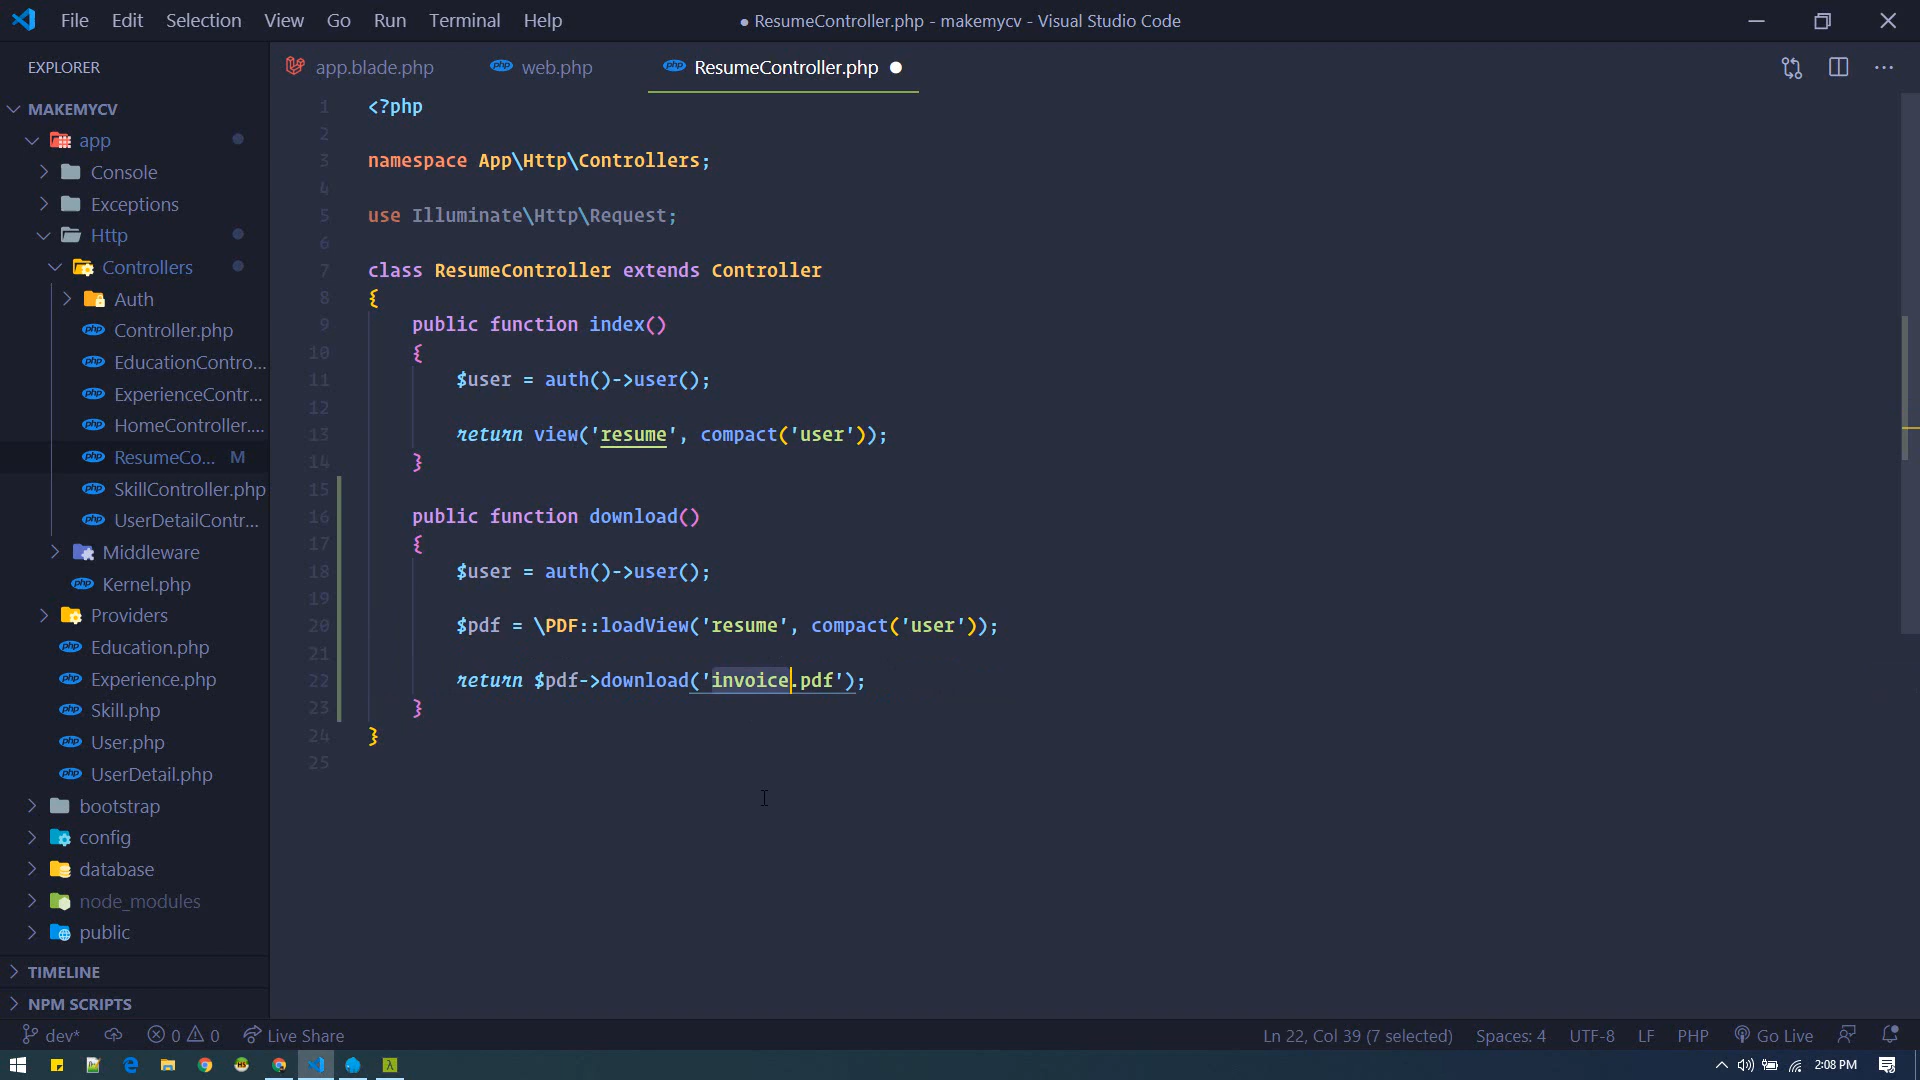 File Edit Selection View Go Run Terminal Help
● ResumeController.php - makemycv - Visual Studio Code
EXPLORER
MAKEMYCV
app
Console
Exceptions
Http
Controllers
Auth
Controller.php
EducationContro...
ExperienceContr...
HomeController....
ResumeCo... M
SkillController.php
UserDetailContr...
Middleware
Kernel.php
Providers
Education.php
Experience.php
Skill.php
User.php
UserDetail.php
bootstrap
config
database
node_modules
public
TIMELINE
NPM SCRIPTS
app.blade.php web.php ResumeController.php
1 <?php
2
3 namespace App\Http\Controllers;
4
5 use Illuminate\Http\Request;
6
7 class ResumeController extends Controller
8 {
9 public function index()
10 {
11 $user = auth()->user();
12
13 return view('resume', compact('user'));
14 }
15
16 public function download()
17 {
18 $user = auth()->user();
19
20 $pdf = \PDF::loadView('resume', compact('user'));
21
22 return $pdf->download('invoice.pdf');
23 }
24 }
25
dev* 0 0 Live Share
Ln 22, Col 39 (7 selected) Spaces: 4 UTF-8 LF PHP Go Live
2:08 PM